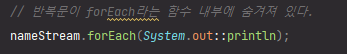 // 반복문이 forEach라는 함수 내부에 숨겨져 있다.
nameStream.forEach(System.out::println);